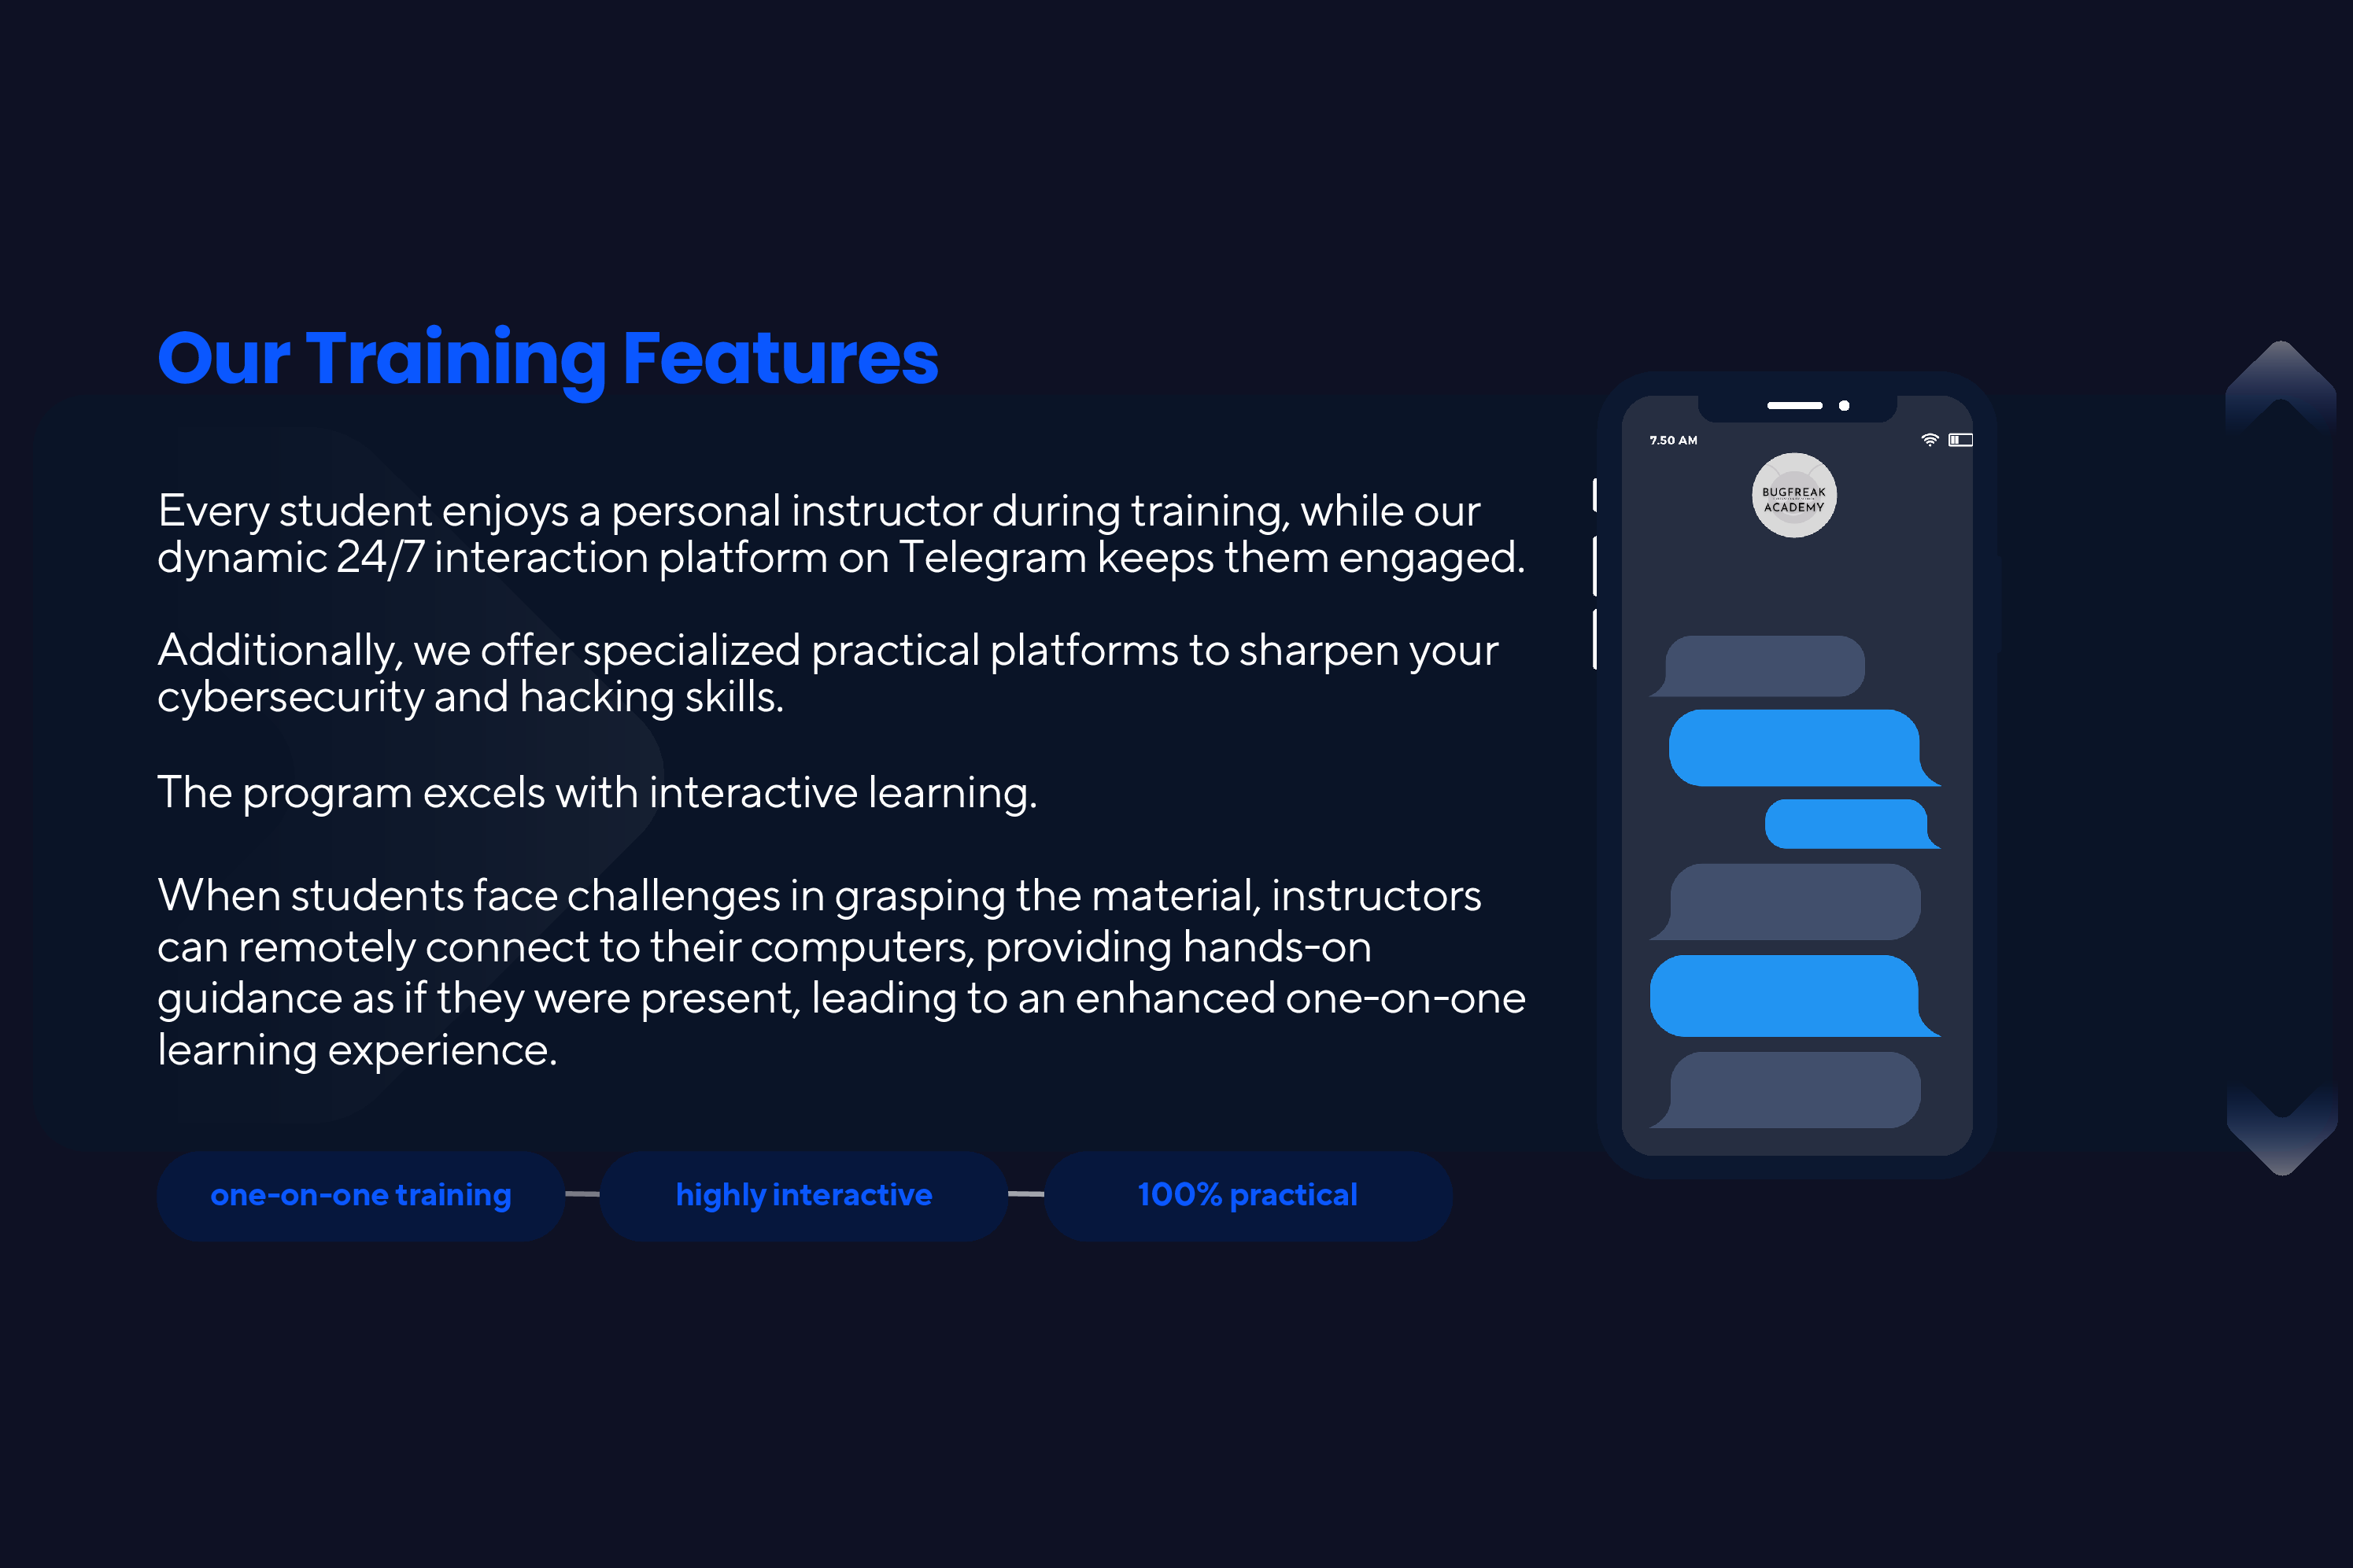 Our Training Features
Every student enjoys a personal instructor during training, while our
dynamic 24/7 interaction platform on Telegram keeps them engaged.
Additionally, we offer specialized practical platforms to sharpen your
cybersecurity and hacking skills.
The program excels with interactive learning.
When students face challenges in grasping the material, instructors
can remotely connect to their computers, providing hands-on
guidance as if they were present, leading to an enhanced one-on-one
learning experience.
one-on-one training
highly interactive
100% practical
7.50 AM
BUGFREAK
ACADEMY